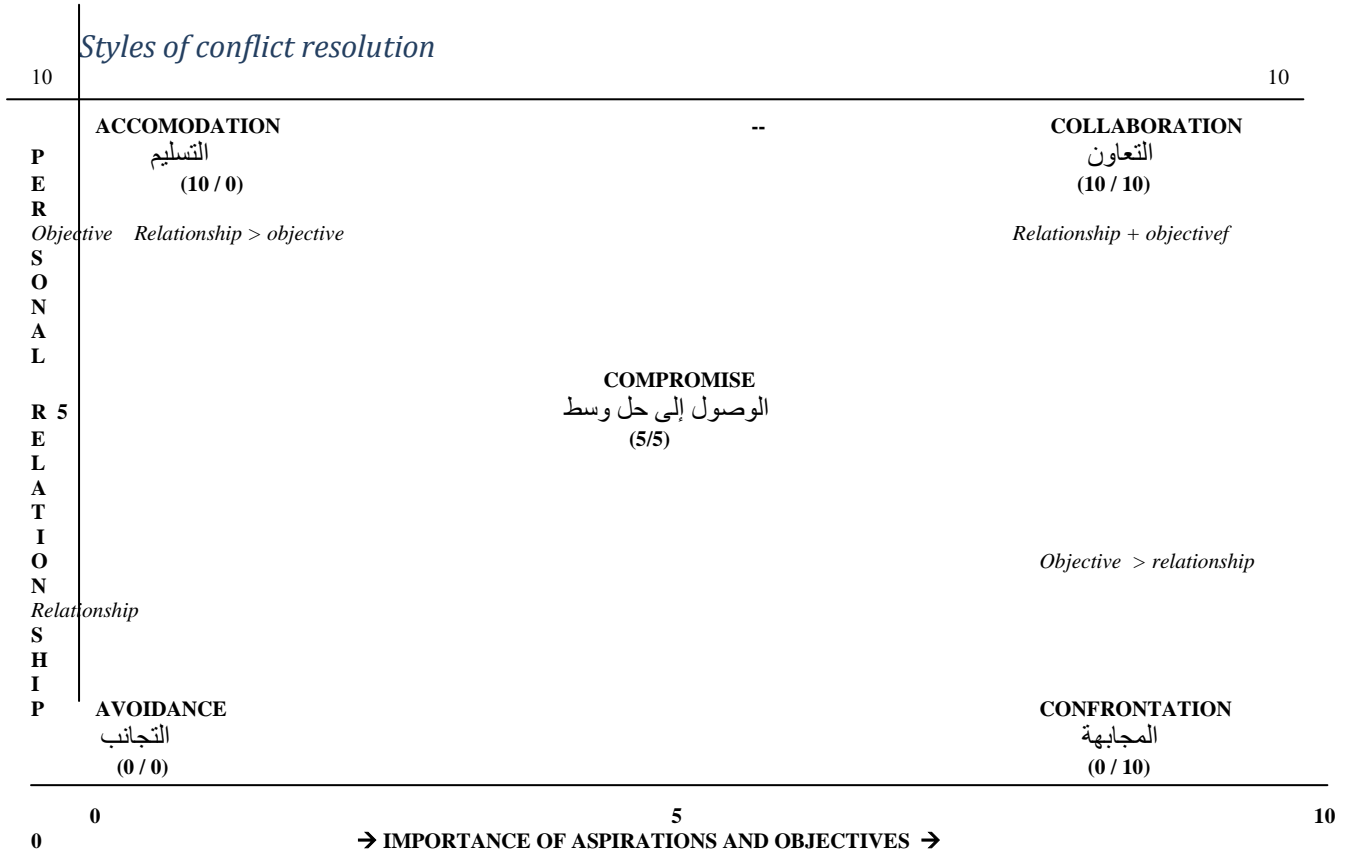 Styles of conflict resolution
10 10
ACCOMODATION -- COLLABORATION
التسليم التعاون
(10 / 0) (10 / 10)
Objective Relationship > objective Relationship + objectivef
PERSONAL RELATIONSHIP
COMPROMISE
5 الوصول إلى حل وسط
(5/5)
Objective > relationship
Relationship
AVOIDANCE CONFRONTATION
التجانب المجابهة
(0 / 0) (0 / 10)
0 5 10
0 → IMPORTANCE OF ASPIRATIONS AND OBJECTIVES →